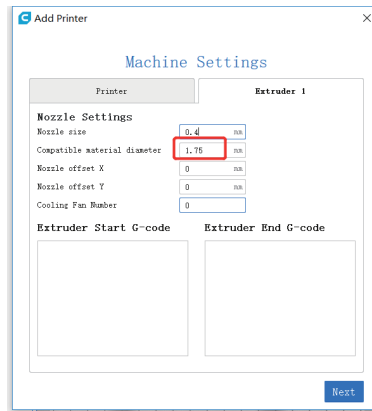 Add Printer
Machine Settings
Printer
Extruder 1
Nozzle Settings
Nozzle size 0.4 mm
Compatible material diameter 1.75 mm
Nozzle offset X 0 mm
Nozzle offset Y 0 mm
Cooling Fan Number 0
Extruder Start G-code
Extruder End G-code
Next